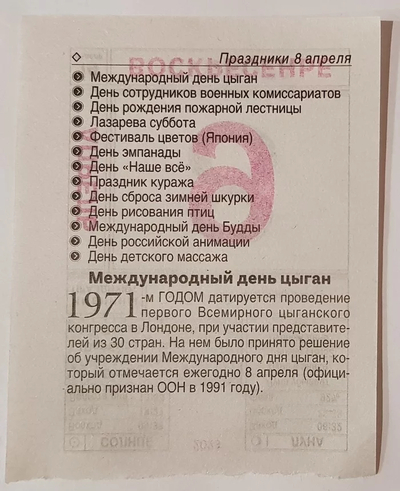 Праздники 8 апреля
Международный день цыган
День сотрудников военных комиссариатов
День рождения пожарной лестницы
Лазарева суббота
Фестиваль цветов (Япония)
День эмпанады
День «Наше всё»
Праздник куража
День сброса зимней шкурки
День рисования птиц
Международный день Будды
День российской анимации
День детского массажа
Международный день цыган
1971-м ГОДОМ датируется проведение
первого Всемирного цыганского
конгресса в Лондоне, при участии представите-
лей из 30 стран. На нем было принято решение
об учреждении Международного дня цыган, ко-
торый отмечается ежегодно 8 апреля (офици-
ально признан ООН в 1991 году).